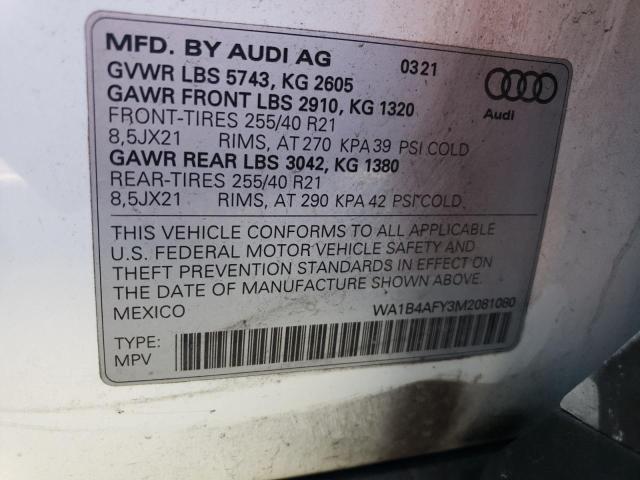 MFD. BY AUDI AG 03 21
GVWR LBS 5743, KG 2605
GAWR FRONT LBS 2910, KG 1320
FRONT-TIRES 255/40 R21
8,5JX21 RIMS, AT 270 KPA 39 PSI COLD
GAWR REAR LBS 3042, KG 1380
REAR-TIRES 255/40 R21
8,5JX21 RIMS, AT 290 KPA 42 PSI COLD
Audi
THIS VEHICLE CONFORMS TO ALL APPLICABLE
U.S. FEDERAL MOTOR VEHICLE SAFETY AND
THEFT PREVENTION STANDARDS IN EFFECT ON
THE DATE OF MANUFACTURE SHOWN ABOVE.
MEXICO WA1B4AFY3M2081080
TYPE:
MPV